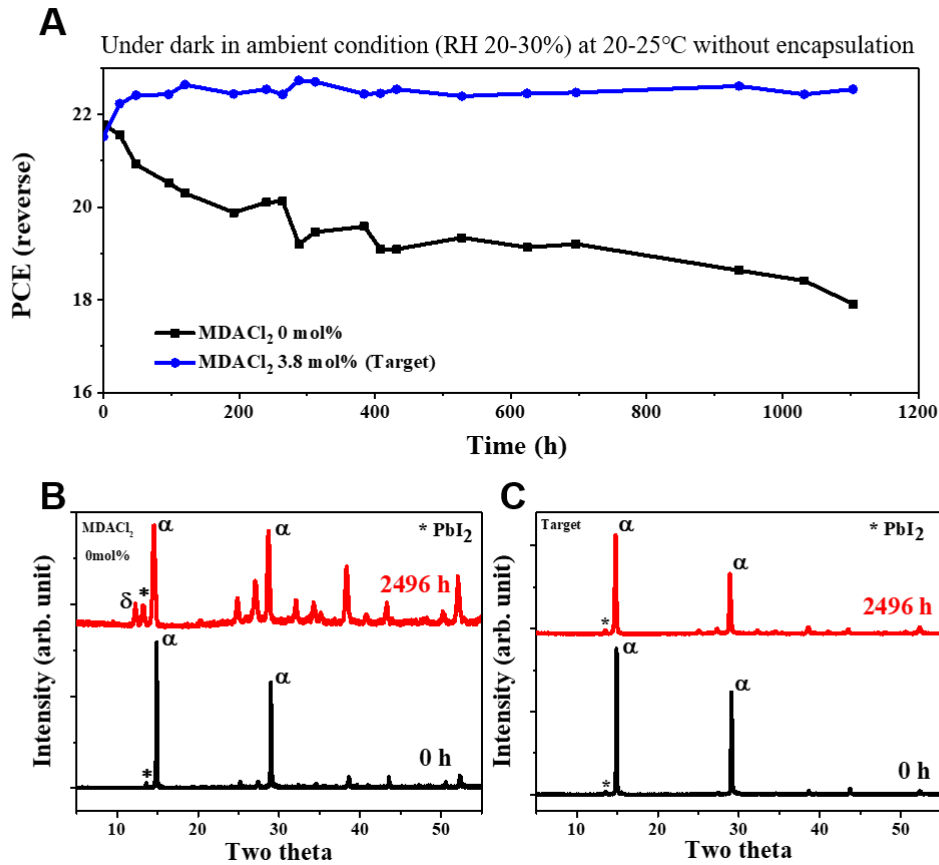 A
Under dark in ambient condition (RH 20-30%) at 20-25°C without encapsulation
PCE (reverse)
22
20
18
16
MDACl₂ 0 mol%
MDACl₂ 3.8 mol% (Target)
0 200 400 600 800 1000 1200
Time (h)
B
Intensity (arb. unit)
MDACl₂
0mol%
* PbI₂
α
α
δ
*
2496 h
α
α
*
0 h
10 20 30 40 50
Two theta
C
Intensity (arb. unit)
Target
* PbI₂
α
α
*
2496 h
α
α
*
0 h
10 20 30 40 50
Two theta